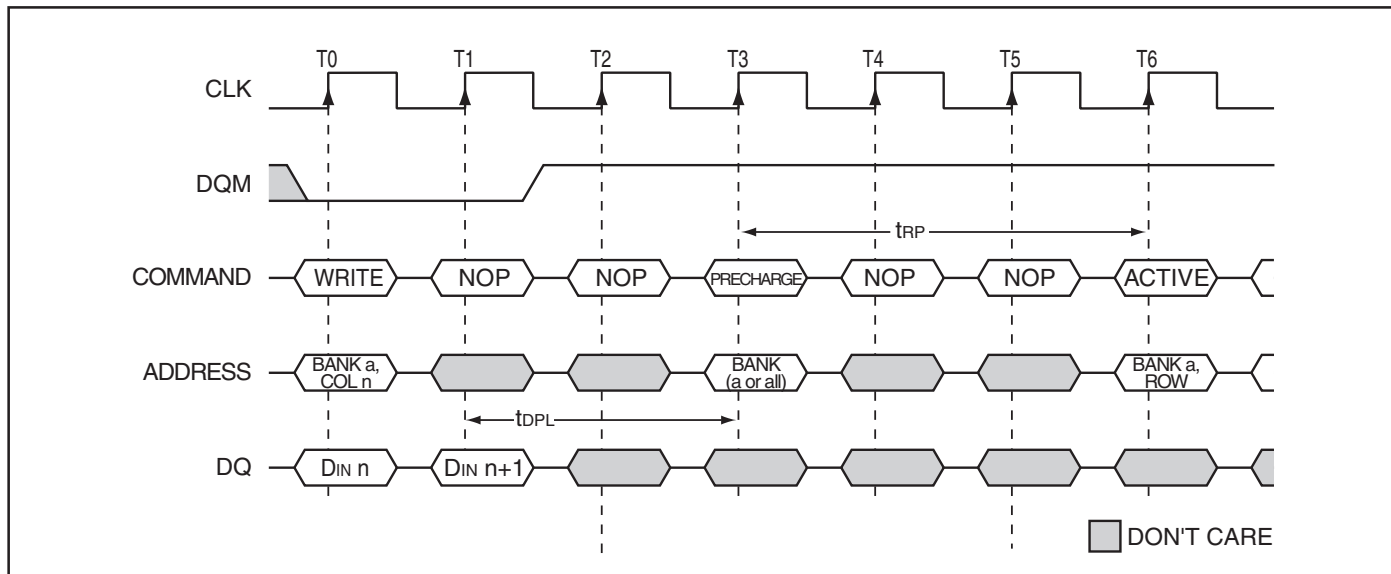 T0 T1 T2 T3 T4 T5 T6
CLK
DQM
tRP
COMMAND WRITE NOP NOP PRECHARGE NOP NOP ACTIVE
ADDRESS BANK a, COL n BANK (a or all) BANK a, ROW
tDPL
DQ DIN n DIN n+1
DON'T CARE